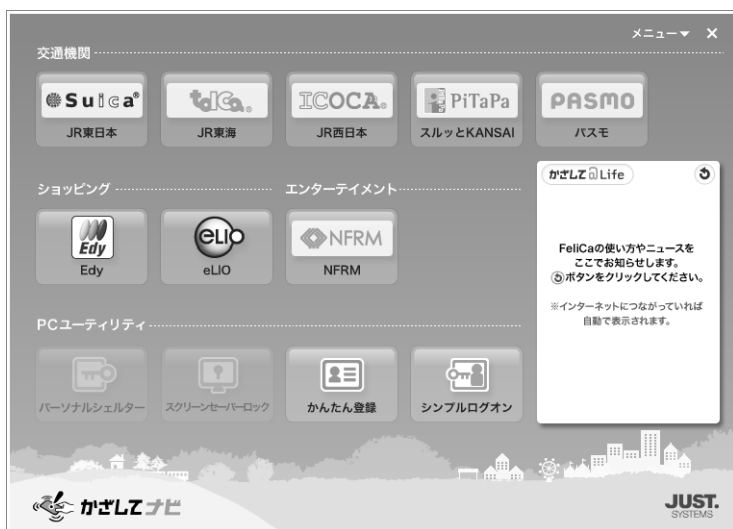 メニュー▼ ×
交通機関
Suica®
JR東日本
TOICA®
JR東海
ICOCA®
JR西日本
PiTaPa
スルッとKANSAI
PASMO
パスモ
ショッピング
Edy
Edy
eLIO
eLIO
エンターテイメント
NFRM
NFRM
かざして@Life
FeliCaの使い方やニュースを
ここでお知らせします。
ボタンをクリックしてください。
※インターネットにつながっていれば
自動で表示されます。
PCユーティリティ
パーソナルシェルター
スクリーンセーバーロック
かんたん登録
シンプルログオン
かざしてナビ
JUST.
SYSTEMS